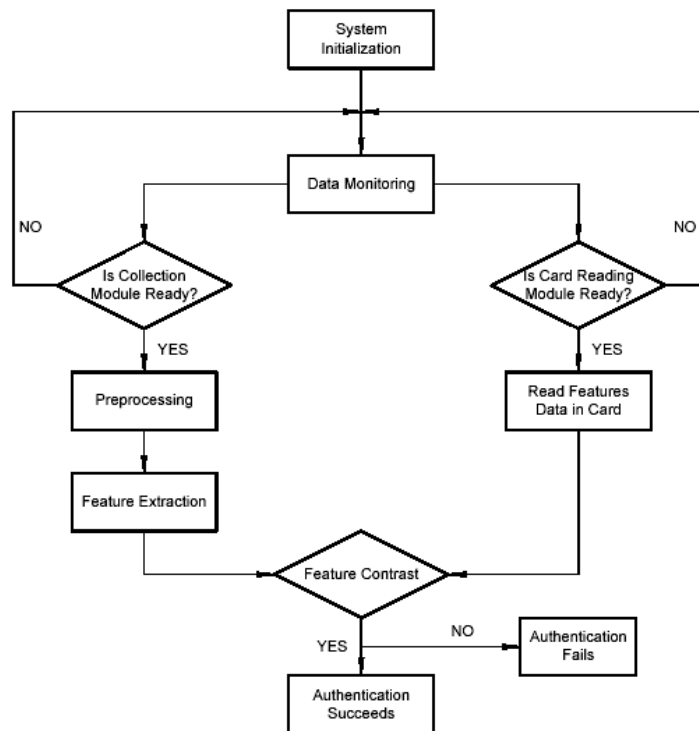 System
Initialization
Data Monitoring
NO
NO
Is Collection
Module Ready?
Is Card Reading
Module Ready?
YES
YES
Preprocessing
Read Features
Data in Card
Feature Extraction
Feature Contrast
YES
NO
Authentication
Fails
Authentication
Succeeds